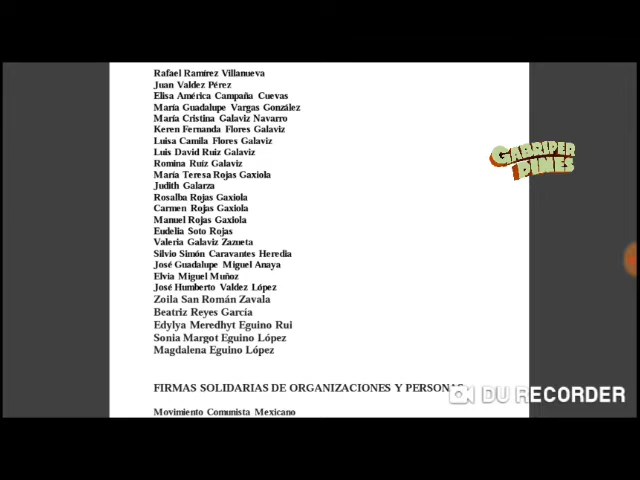 Rafael Ramírez Villanueva
Juan Valdez Pérez
Elisa América Campaña Cuevas
María Guadalupe Vargas González
María Cristina Galaviz Navarro
Keren Fernanda Flores Galaviz
Luisa Camila Flores Galaviz
Luis David Ruiz Galaviz
Romina Ruíz Galaviz
María Teresa Rojas Gaxiola
Judith Galarza
Rosalba Rojas Gaxiola
Carmen Rojas Gaxiola
Manuel Rojas Gaxiola
Eudelia Soto Rojas
Valeria Galaviz Zazueta
Silvio Simón Caravantes Heredia
José Guadalupe Miguel Anaya
Elvia Miguel Muñoz
José Humberto Valdez López
Zoila San Román Zavala
Beatriz Reyes García
Edylya Meredhyt Eguino Rui
Sonia Margot Eguino López
Magdalena Eguino López
FIRMAS SOLIDARIAS DE ORGANIZACIONES Y PERSONAS
Movimiento Comunista Mexicano
GABRIPER
PINES
DU RECORDER